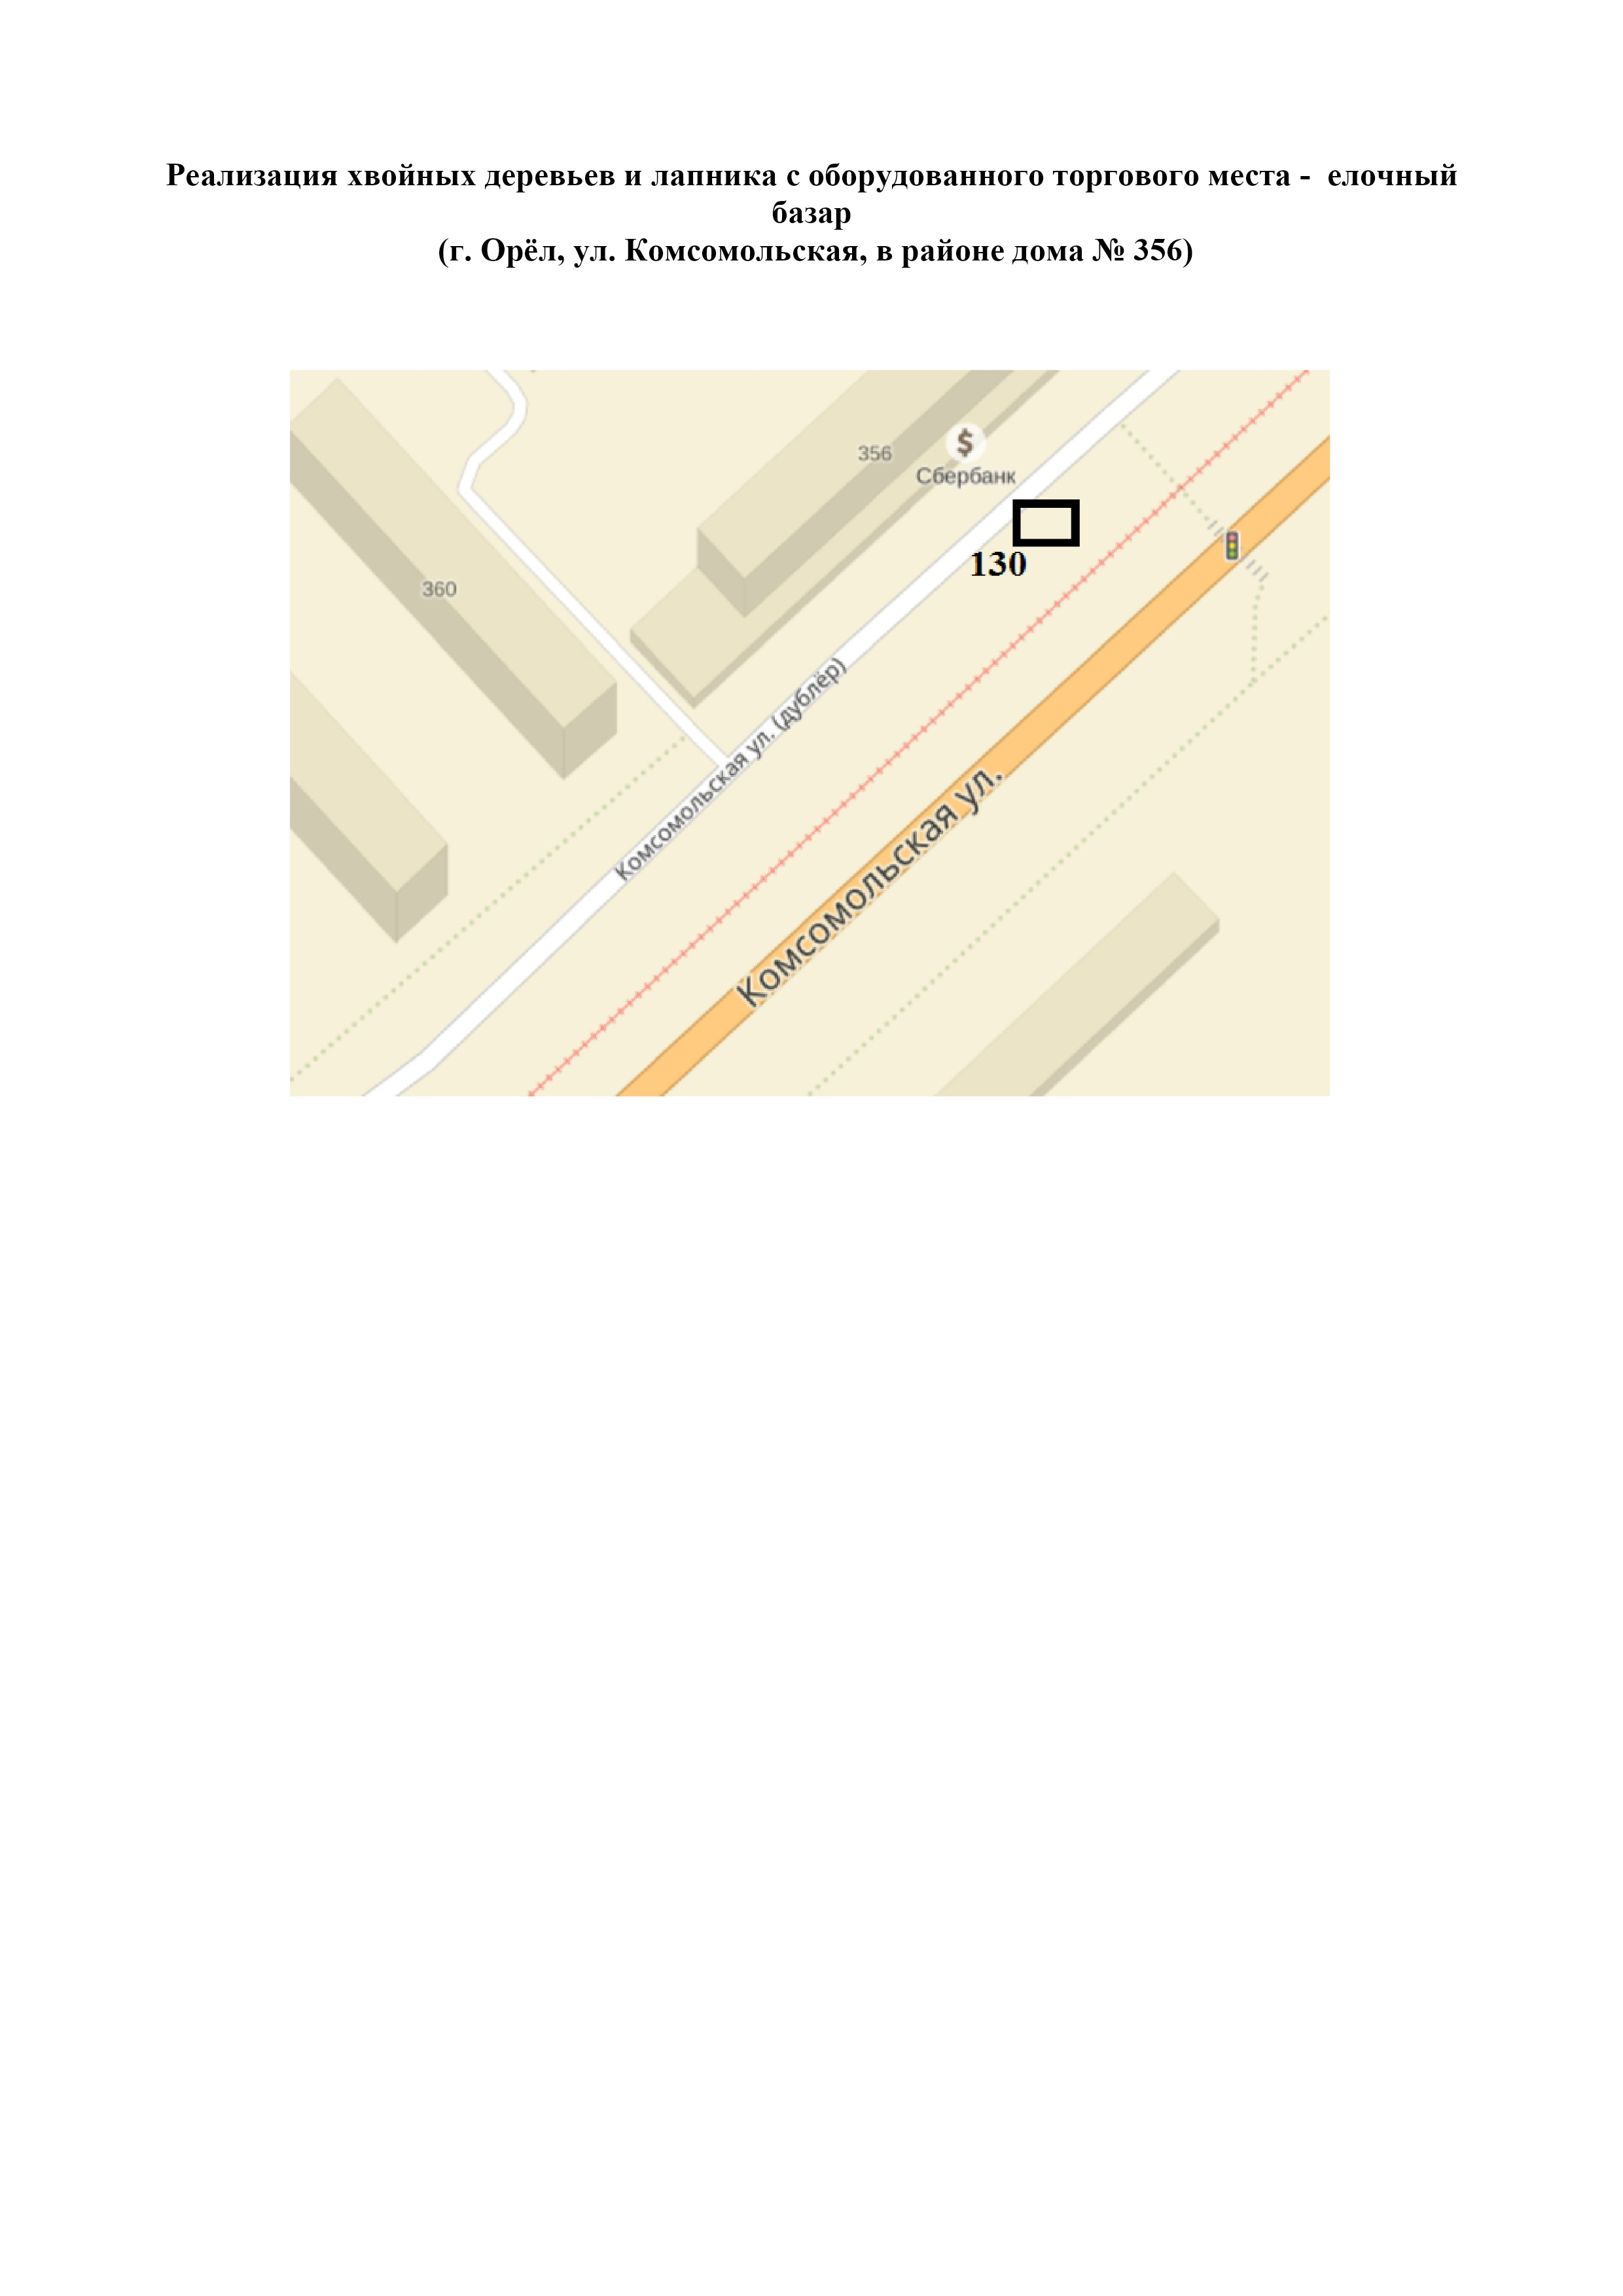 Реализация хвойных деревьев и лапника с оборудованного торгового места -  елочный
базар
(г. Орёл, ул. Комсомольская, в районе дома № 356)
356
$
Сбербанк
130
360
Комсомольская ул. (дублёр)
Комсомольская ул.